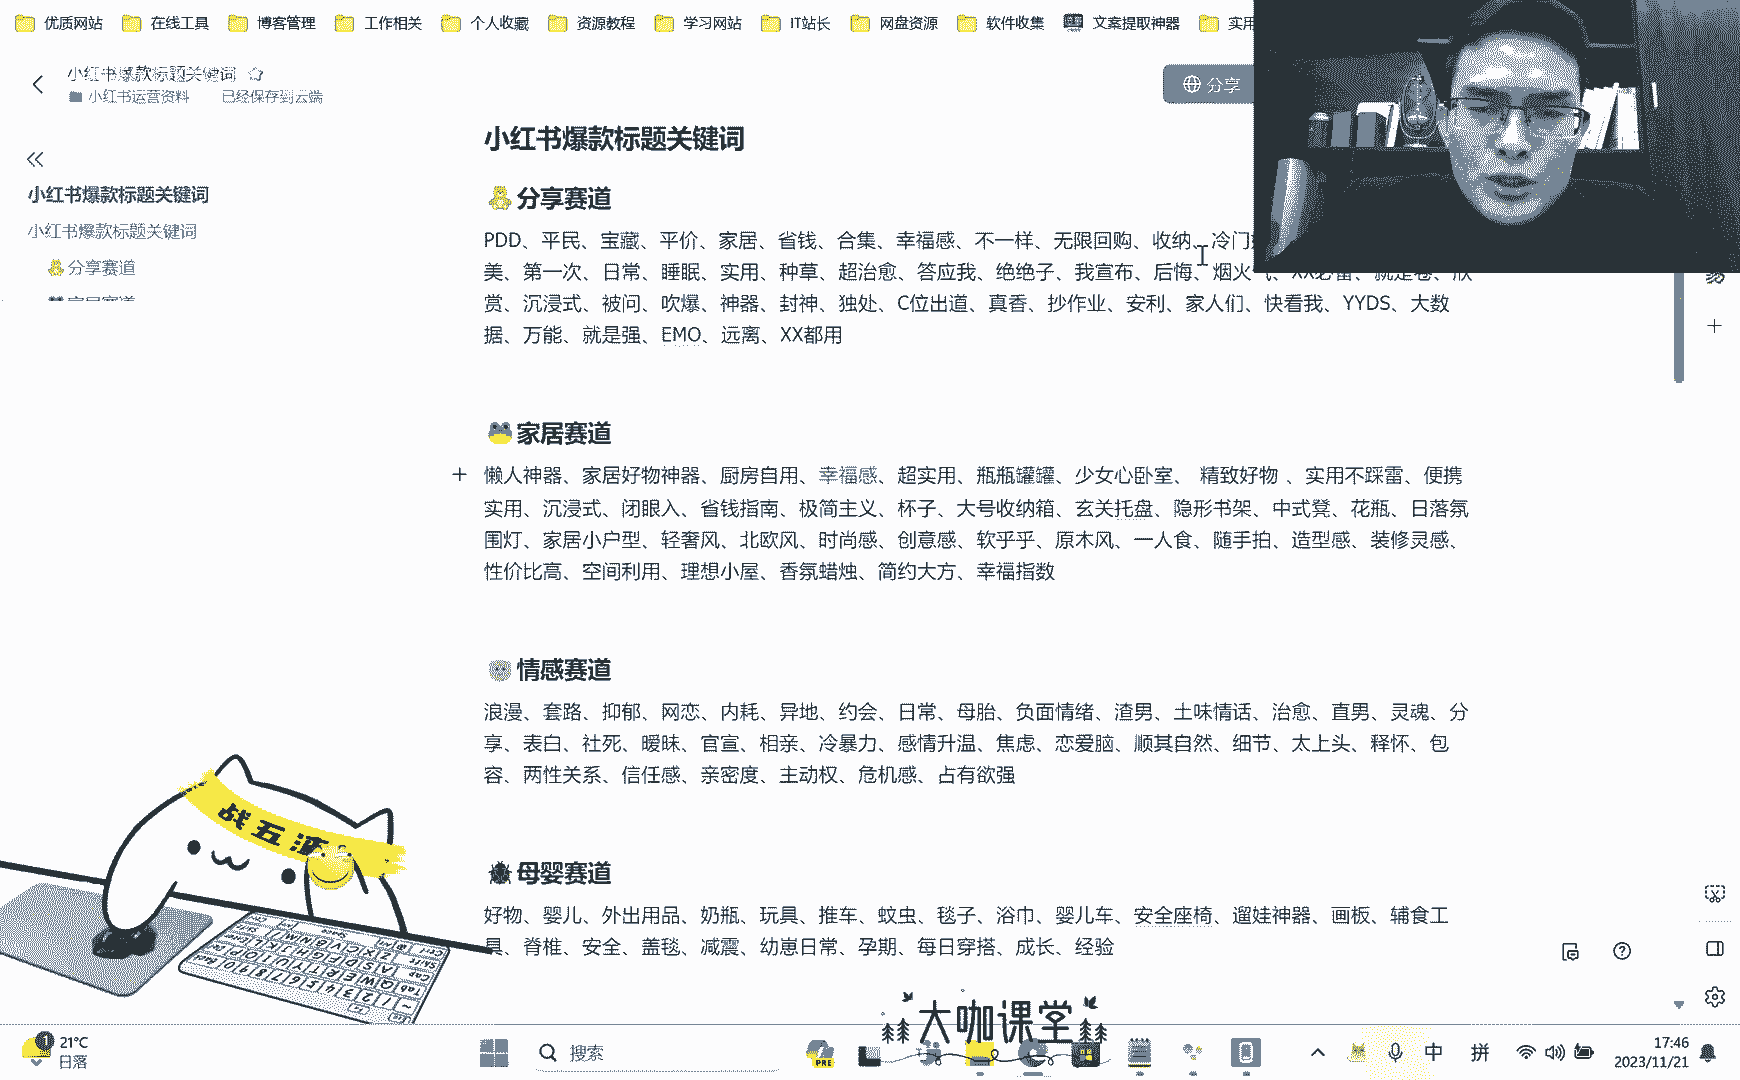 优质网站 在线工具 博客管理 工作相关 个人收藏 资源教程 学习网站 IT站长 网盘资源 软件收集 文案提取神器 实用
小红书爆款标题关键词
小红书运营资料 已经保存到云端
分享
小红书爆款标题关键词
小红书爆款标题关键词
分享赛道
家居赛道
小红书爆款标题关键词
分享赛道
PDD、平民、宝藏、平价、家居、省钱、合集、幸福感、不一样、无限回购、收纳、冷门
美、第一次、日常、睡眠、实用、种草、超治愈、答应我、绝绝子、我宣布、后悔、烟火气、XX必备、就是卷、欣
赏、沉浸式、被问、吹爆、神器、封神、独处、C位出道、真香、抄作业、安利、家人们、快看我、YYDS、大数
据、万能、就是强、EMO、远离、XX都用
家居赛道
懒人神器、家居好物神器、厨房自用、幸福感、超实用、瓶瓶罐罐、少女心卧室、 精致好物 、实用不踩雷、便携
实用、沉浸式、闭眼入、省钱指南、极简主义、杯子、大号收纳箱、玄关托盘、隐形书架、中式凳、花瓶、日落氛
围灯、家居小户型、轻奢风、北欧风、时尚感、创意感、软乎乎、原木风、一人食、随手拍、造型感、装修灵感、
性价比高、空间利用、理想小屋、香氛蜡烛、简约大方、幸福指数
情感赛道
浪漫、套路、抑郁、网恋、内耗、异地、约会、日常、母胎、负面情绪、渣男、土味情话、治愈、直男、灵魂、分
享、表白、社死、暧昧、官宣、相亲、冷暴力、感情升温、焦虑、恋爱脑、顺其自然、细节、太上头、释怀、包
容、两性关系、信任感、亲密度、主动权、危机感、占有欲强
母婴赛道
好物、婴儿、外出用品、奶瓶、玩具、推车、蚊虫、毯子、浴巾、婴儿车、安全座椅、遛娃神器、画板、辅食工
具、脊椎、安全、盖毯、减震、幼崽日常、孕期、每日穿搭、成长、经验
战五渣
大咖课堂
1
21°C
日落
搜索
PRE
中 拼
17:46
2023/11/21